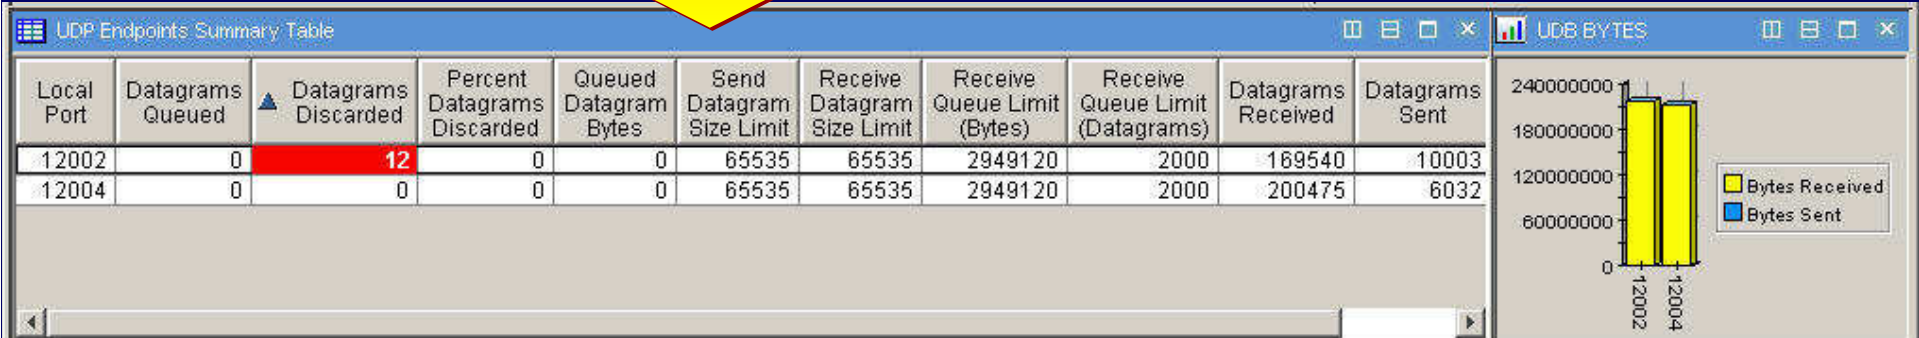 UDP Endpoints Summary Table
Local Port
Datagrams Queued
Datagrams Discarded
Percent Datagrams Discarded
Queued Datagram Bytes
Send Datagram Size Limit
Receive Datagram Size Limit
Receive Queue Limit (Bytes)
Receive Queue Limit (Datagrams)
Datagrams Received
Datagrams Sent
12002 0 12 0 0 65535 65535 2949120 2000 169540 10003
12004 0 0 0 0 65535 65535 2949120 2000 200475 6032
UDB BYTES
240000000
180000000
120000000
60000000
0
12002
12004
Bytes Received
Bytes Sent